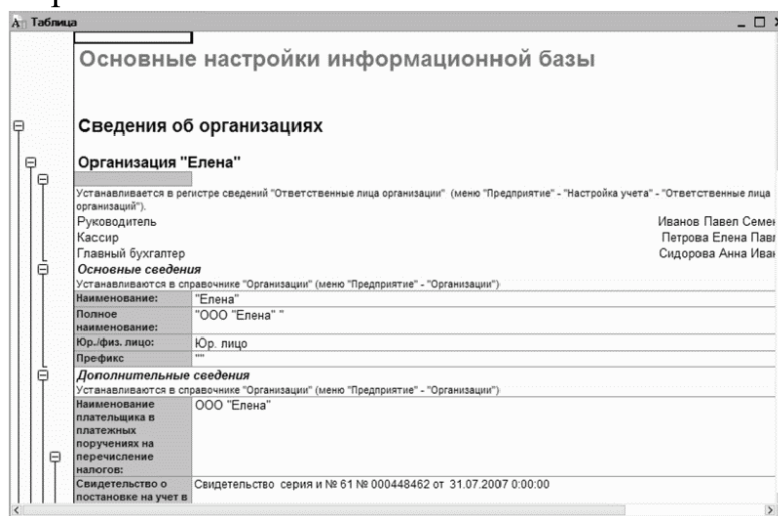 Таблица
Основные настройки информационной базы
Сведения об организациях
Организация "Елена"
Устанавливается в регистре сведений "Ответственные лица организации" (меню "Предприятие" - "Настройка учета" - "Ответственные лица
организаций").
Руководитель Иванов Павел Семен
Кассир Петрова Елена Павл
Главный бухгалтер Сидорова Анна Иван
Основные сведения
Устанавливаются в справочнике "Организации" (меню "Предприятие" - "Организации")
Наименование: "Елена"
Полное "ООО "Елена" "
наименование:
Юр./физ. лицо: Юр. лицо
Префикс ""
Дополнительные сведения
Устанавливаются в справочнике "Организации" (меню "Предприятие" - "Организации")
Наименование ООО "Елена"
плательщика в
платежных
поручениях на
перечисление
налогов:
Свидетельство о Свидетельство серия и № 61 № 000448462 от 31.07.2007 0:00:00
постановке на учет в